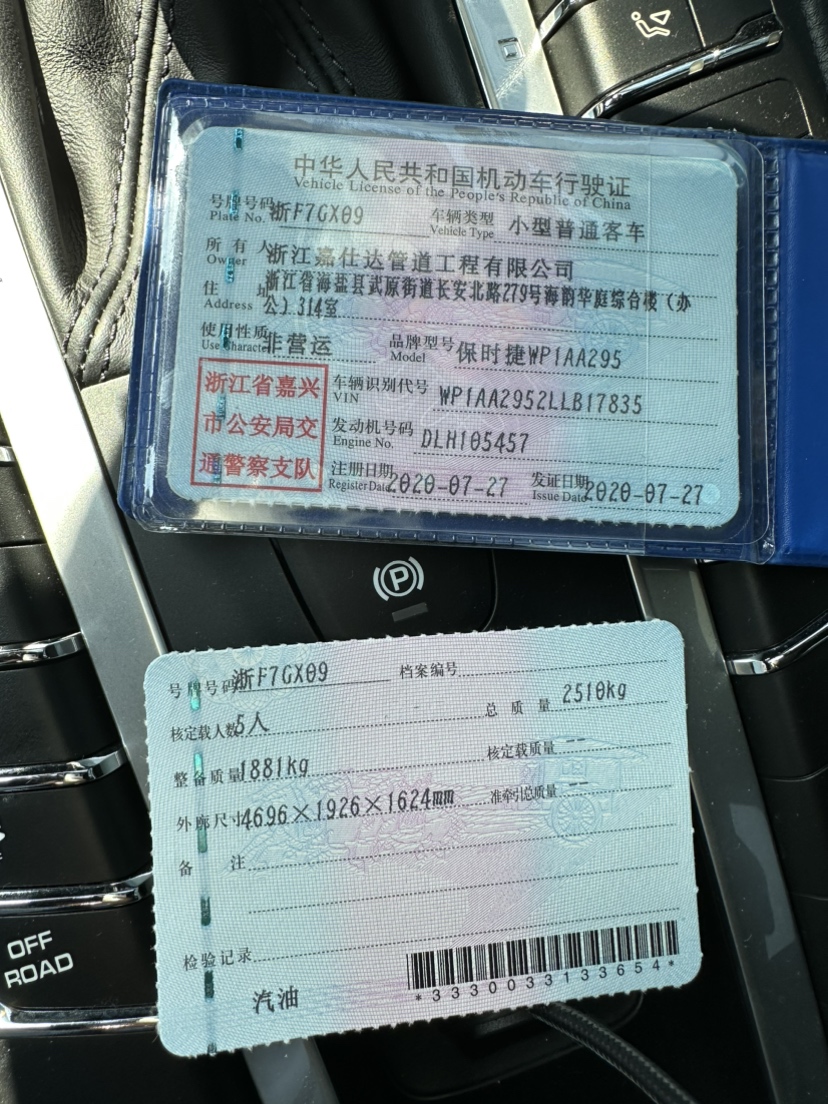 中华人民共和国机动车行驶证
Vehicle License of the People's Republic of China
号牌号码 浙F7GX09 车辆类型 小型普通客车
Plate No. Vehicle Type
所有人 浙江嘉仕达管道工程有限公司
Owner
住址 浙江省海盐县武原街道长安北路279号海韵华庭综合楼（办
Address 公）314室
使用性质 非营运 品牌型号 保时捷WP1AA295
Use Character Model
浙江省嘉兴
市公安局交
通警察支队
车辆识别代号 WP1AA2952LLB17835
VIN
发动机号码 DLH105457
Engine No.
注册日期 2020-07-27 发证日期 2020-07-27
Register Date Issue Date
P
号牌号码 浙F7GX09 档案编号
核定载人数 5人 总质量 2510kg
整备质量 1881kg 核定载质量 --
外廓尺寸 4696×1926×1624mm 准牵引总质量 --
备注
检验记录
汽油
*3330033133654*
OFF
ROAD